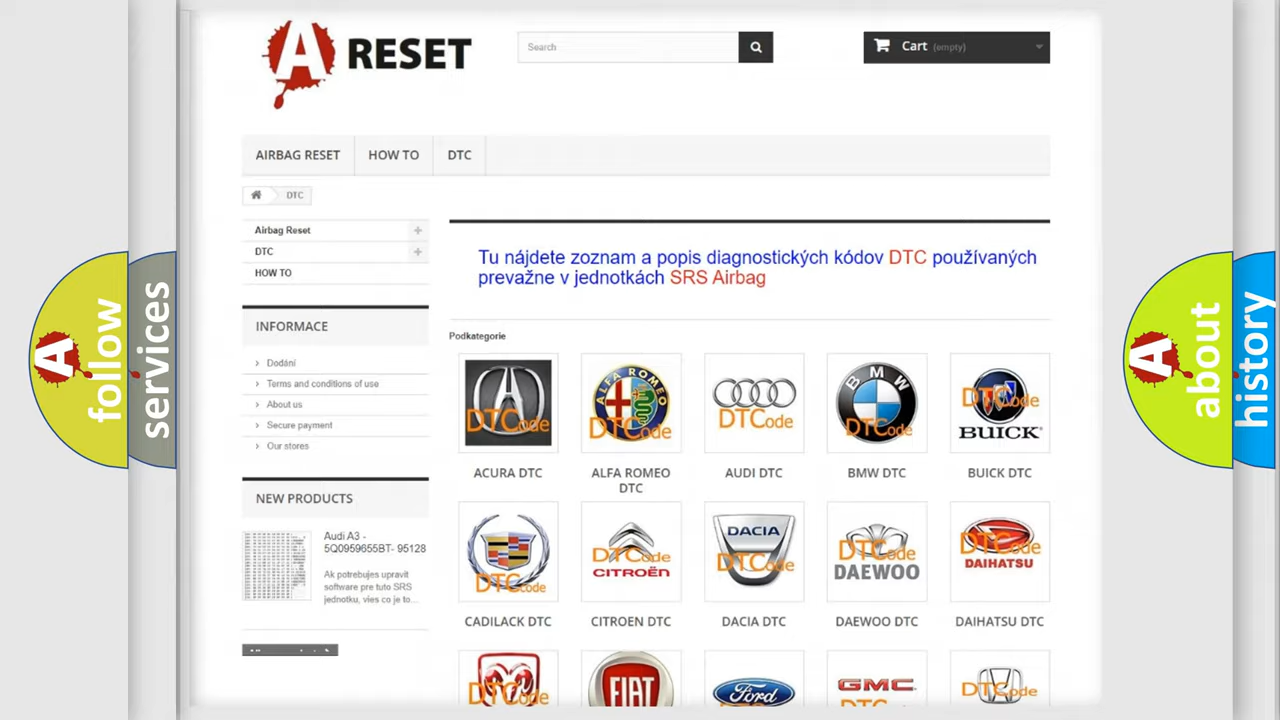 A RESET
Search
Cart (empty)
AIRBAG RESET
HOW TO
DTC
DTC
Airbag Reset
DTC
HOW TO
INFORMACE
Dodání
Terms and conditions of use
About us
Secure payment
Our stores
NEW PRODUCTS
Audi A3 -
5Q0959655BT- 95128
Ak potrebujes upravit
software pre tuto SRS
jednotku, vies co je to...
Tu nájdete zoznam a popis diagnostických kódov DTC používaných
prevažne v jednotkách SRS Airbag
Podkategorie
DTCode
ALFA ROMEO
DTCode
DTCode
BMW
DTCode
DTCode
BUICK
ACURA DTC
ALFA ROMEO
DTC
AUDI DTC
BMW DTC
BUICK DTC
DTCode
DTCode
CITROËN
DACIA
DTCode
DTCode
DAEWOO
DTCode
DAIHATSU
CADILACK DTC
CITROEN DTC
DACIA DTC
DAEWOO DTC
DAIHATSU DTC
DTCode
FIAT
Ford
GMC
DTCode
A follow
services
A about
history